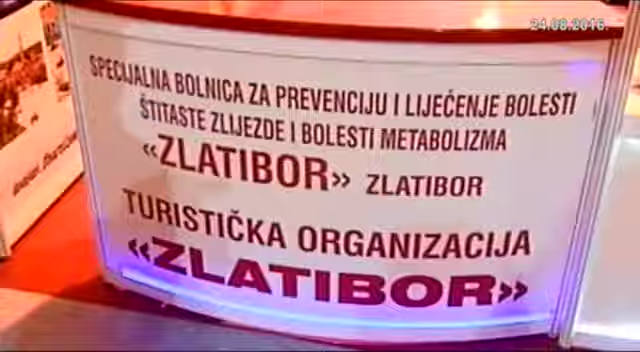 24.08.2016.
SPECIJALNA BOLNICA ZA PREVENCIJU I LIJEČENJE BOLESTI
ŠTITASTE ZLIJEZDE I BOLESTI METABOLIZMA
«ZLATIBOR» ZLATIBOR
TURISTIČKA ORGANIZACIJA
«ZLATIBOR»